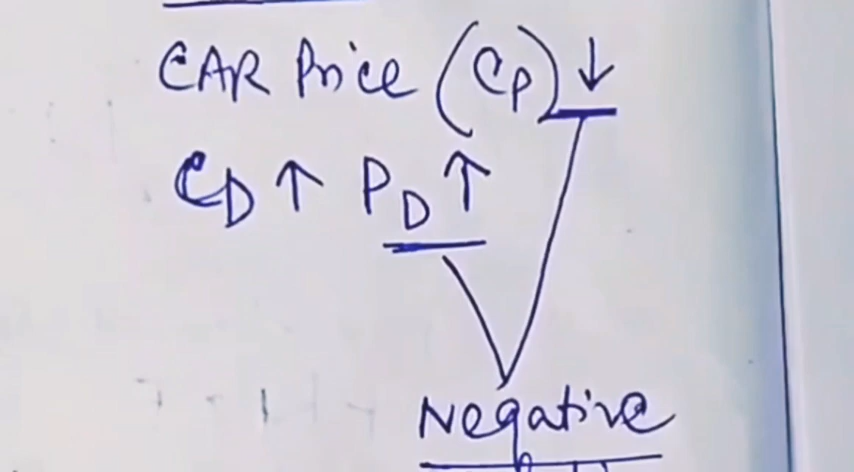 CAR Price (CP) ↓
CD ↑ PD ↑
Negative